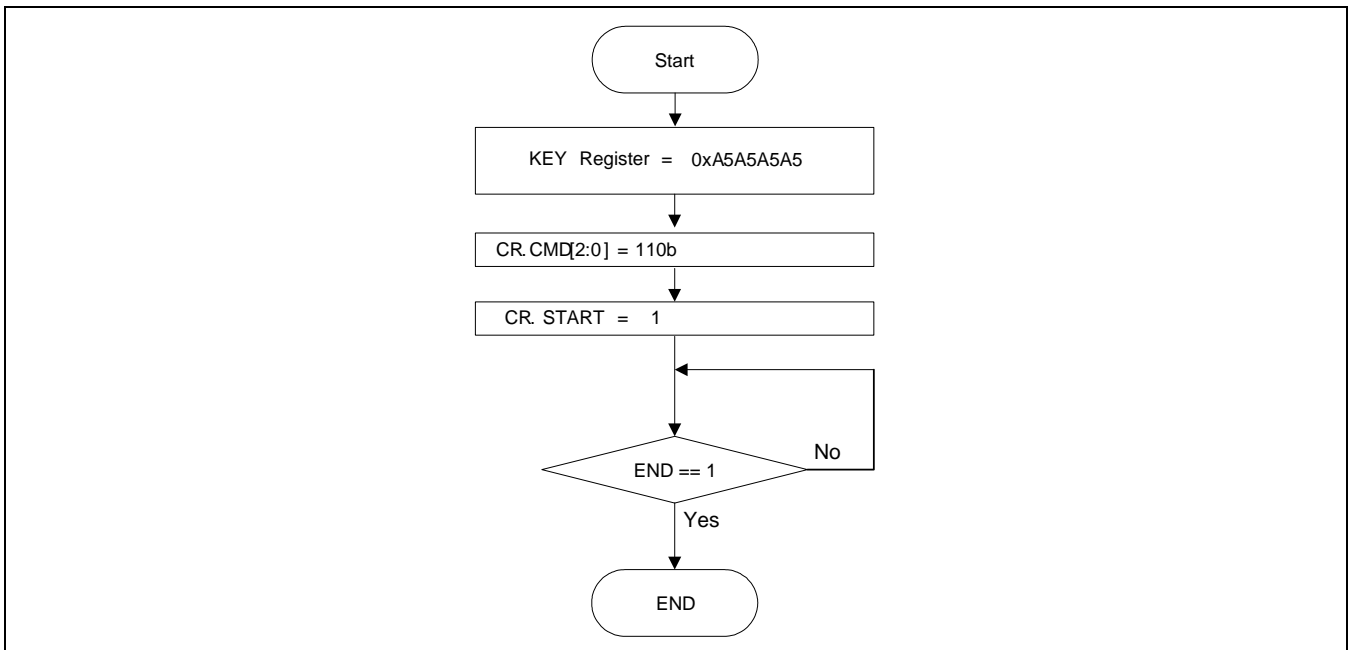 Start
KEY Register = 0xA5A5A5A5
CR.CMD[2:0] = 110b
CR. START = 1
No
END == 1
Yes
END